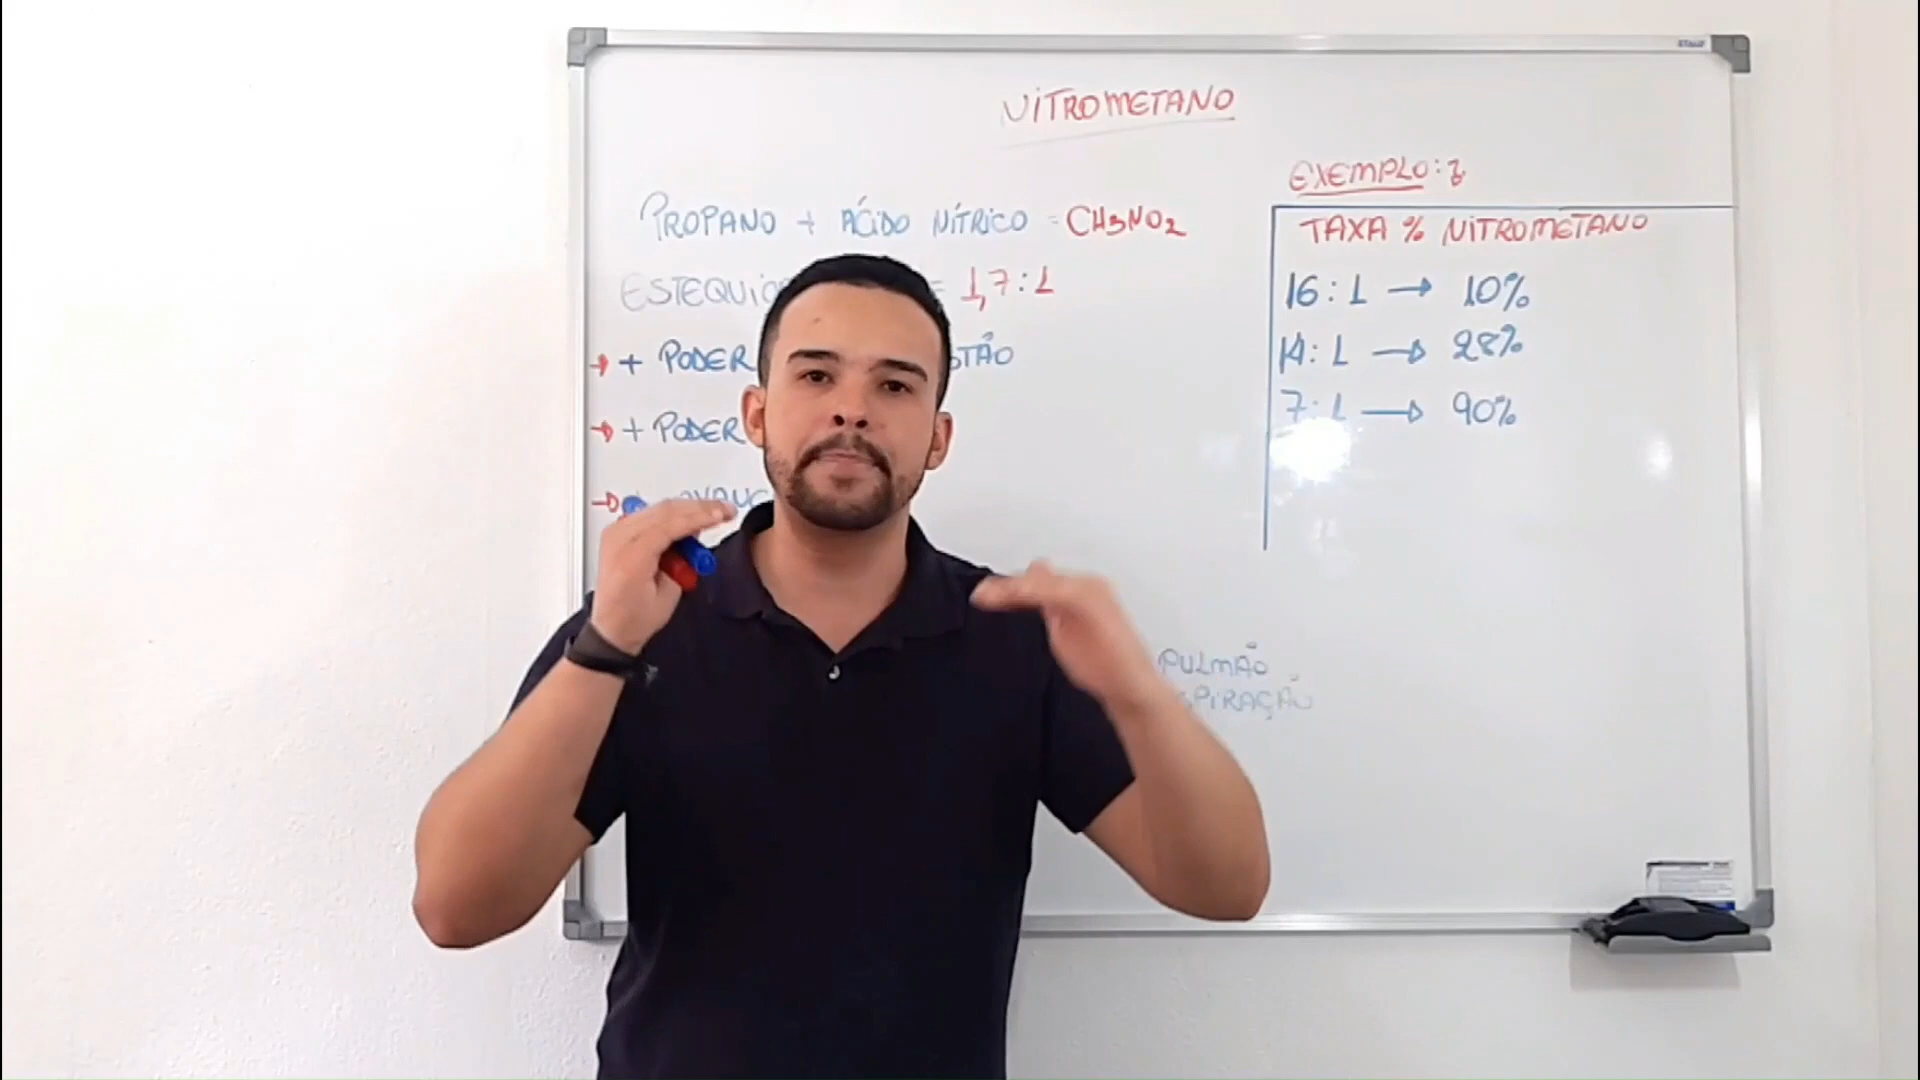 NITROMETANO
PROPANO + ÁCIDO NÍTRICO = CH3NO2
= 1,7:1
→ + PODER
→ + PODER
→
EXEMPLO:
TAXA % NITROMETANO
16:1 → 10%
14:1 → 28%
7:1 → 90%
PULMÃO